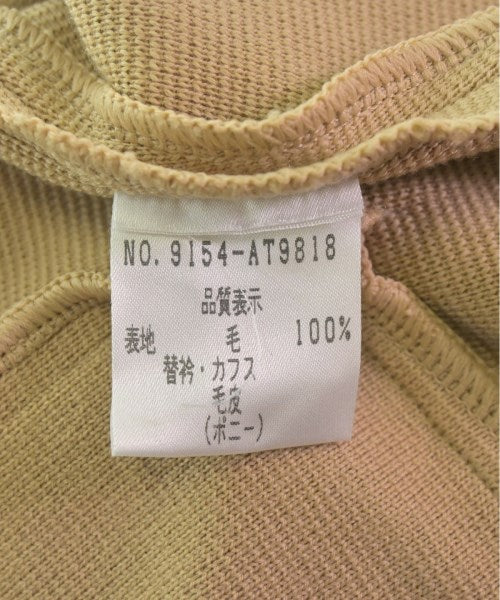 NO. 9154-AT9818
品質表示
表地 毛 100%
替衿・カフス
毛皮
(ポニー)